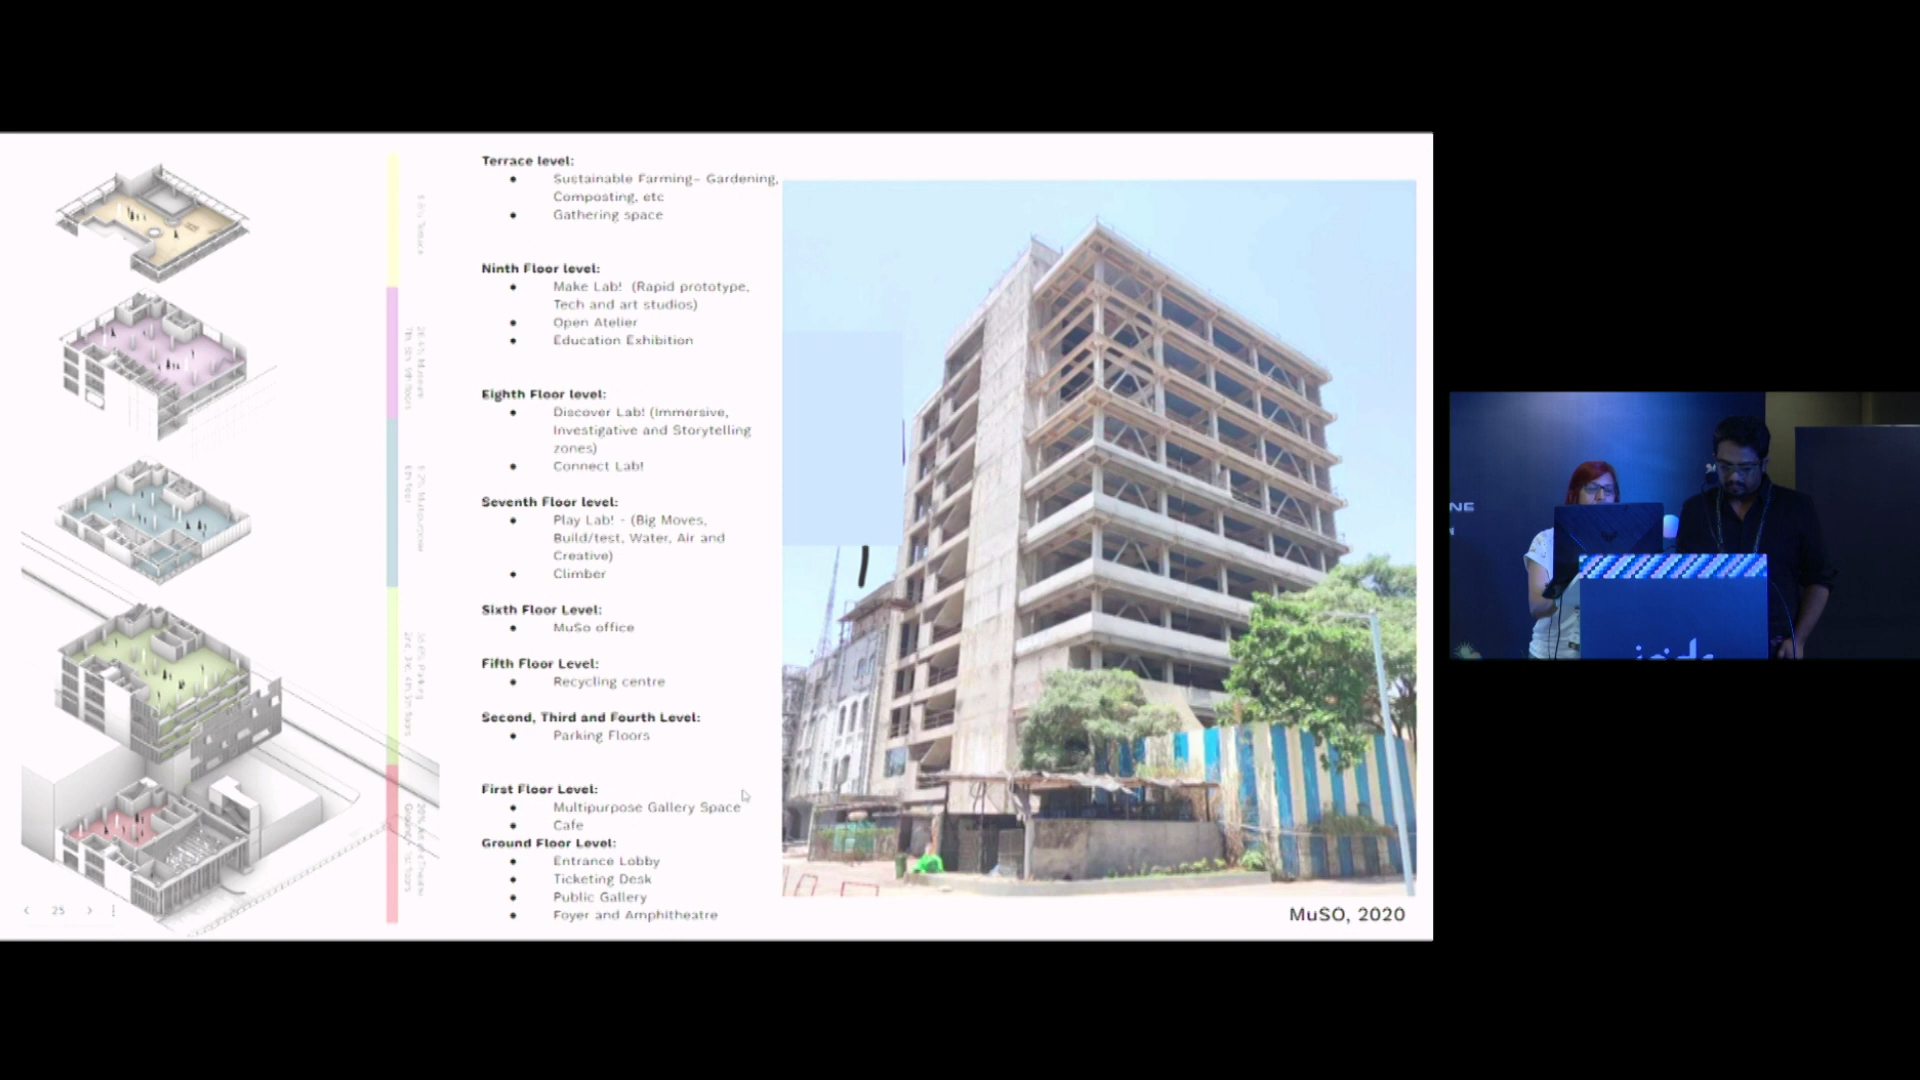 Terrace level:
● Sustainable Farming- Gardening,
Composting, etc
● Gathering space
Ninth Floor level:
● Make Lab! (Rapid prototype,
Tech and art studios)
● Open Atelier
● Education Exhibition
Eighth Floor level:
● Discover Lab! (Immersive,
Investigative and Storytelling
zones)
● Connect Lab!
Seventh Floor level:
● Play Lab! - (Big Moves,
Build/test, Water, Air and
Creative)
● Climber
Sixth Floor Level:
● MuSo office
Fifth Floor Level:
● Recycling centre
Second, Third and Fourth Level:
● Parking Floors
First Floor Level:
● Multipurpose Gallery Space
● Cafe
Ground Floor Level:
● Entrance Lobby
● Ticketing Desk
● Public Gallery
● Foyer and Amphitheatre
25
MuSO, 2020
NE